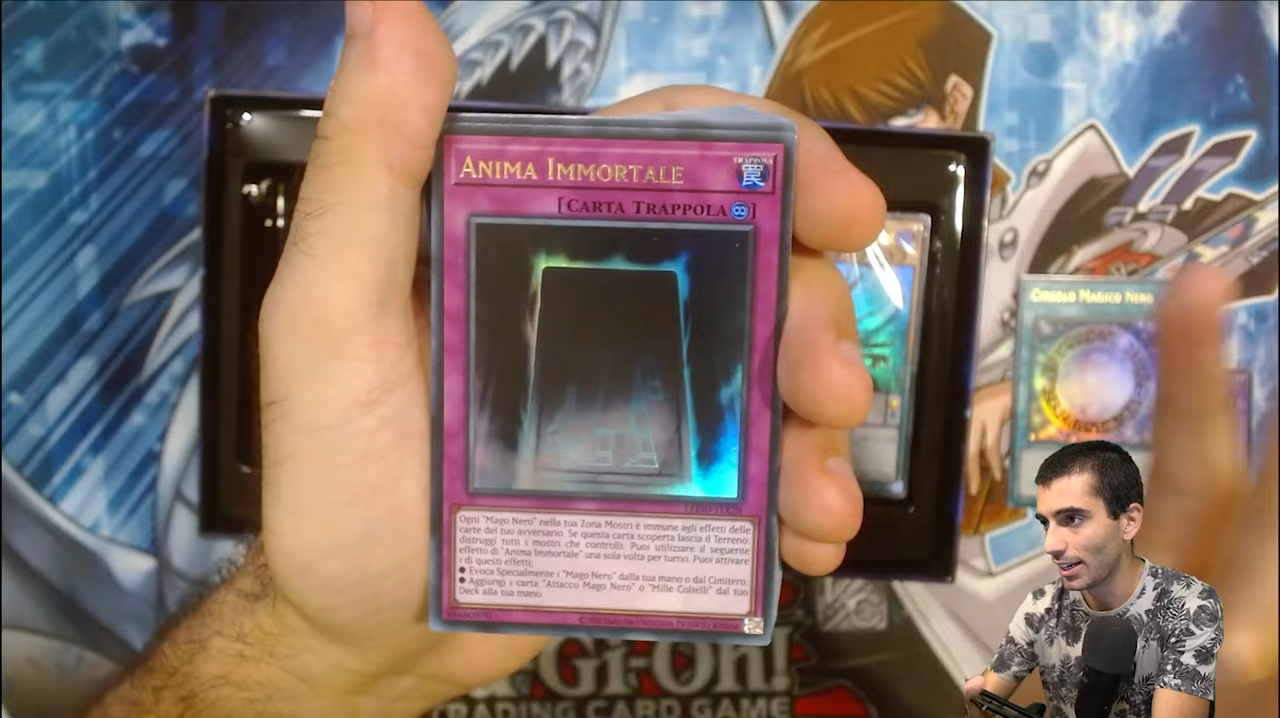 ANIMA IMMORTALE
TRAPPOLA
罠
[CARTA TRAPPOLA ]
Ogni "Mago Nero" nella tua Zona Mostri è immune agli effetti delle
carte del tuo avversario. Se questa carta scoperta lascia il Terreno:
distruggi tutti i mostri che controlli. Puoi utilizzare il seguente
effetto di "Anima Immortale" una sola volta per turno. Puoi attivare
1 di questi effetti;
● Evoca Specialmente 1 "Mago Nero" dalla tua mano o dal Cimitero.
● Aggiungi 1 carta "Attacco Mago Nero" o "Mille Coltelli" dal tuo
Deck alla tua mano.
CIRCOLO MAGICO NERO
Gi-Oh!
TRADING CARD GAME